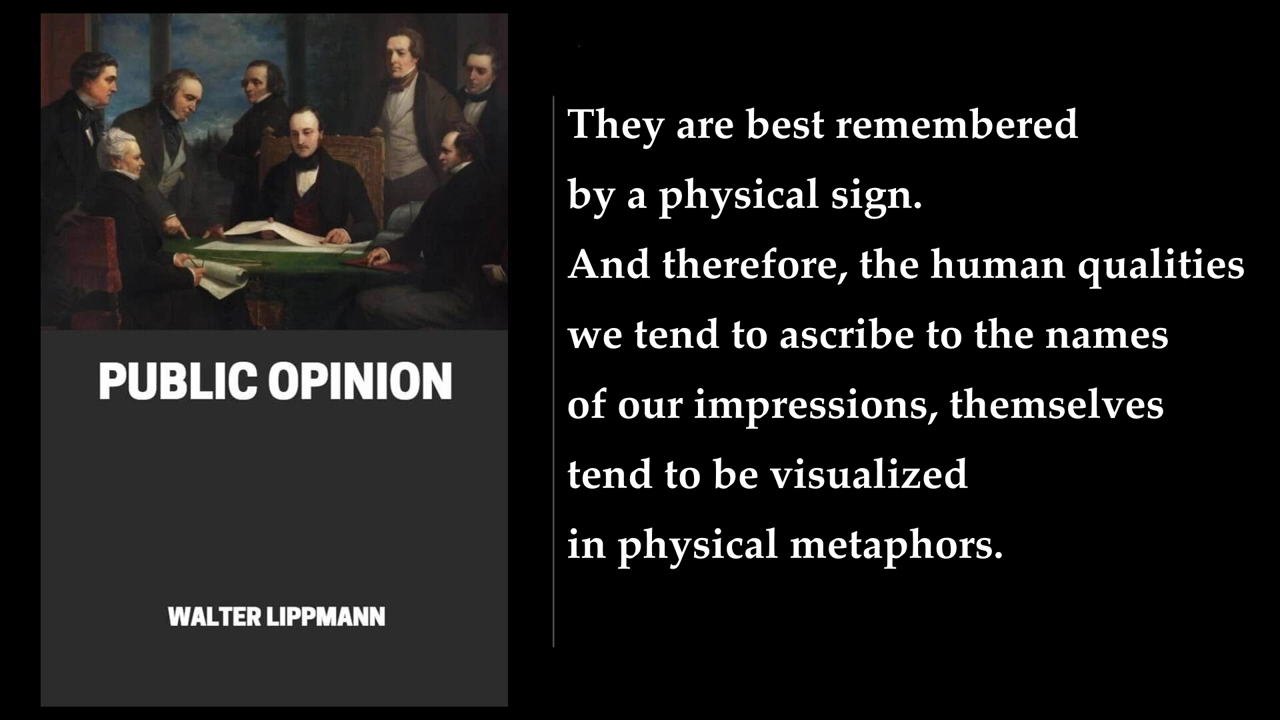 PUBLIC OPINION
WALTER LIPPMANN
They are best remembered
by a physical sign.
And therefore, the human qualities
we tend to ascribe to the names
of our impressions, themselves
tend to be visualized
in physical metaphors.